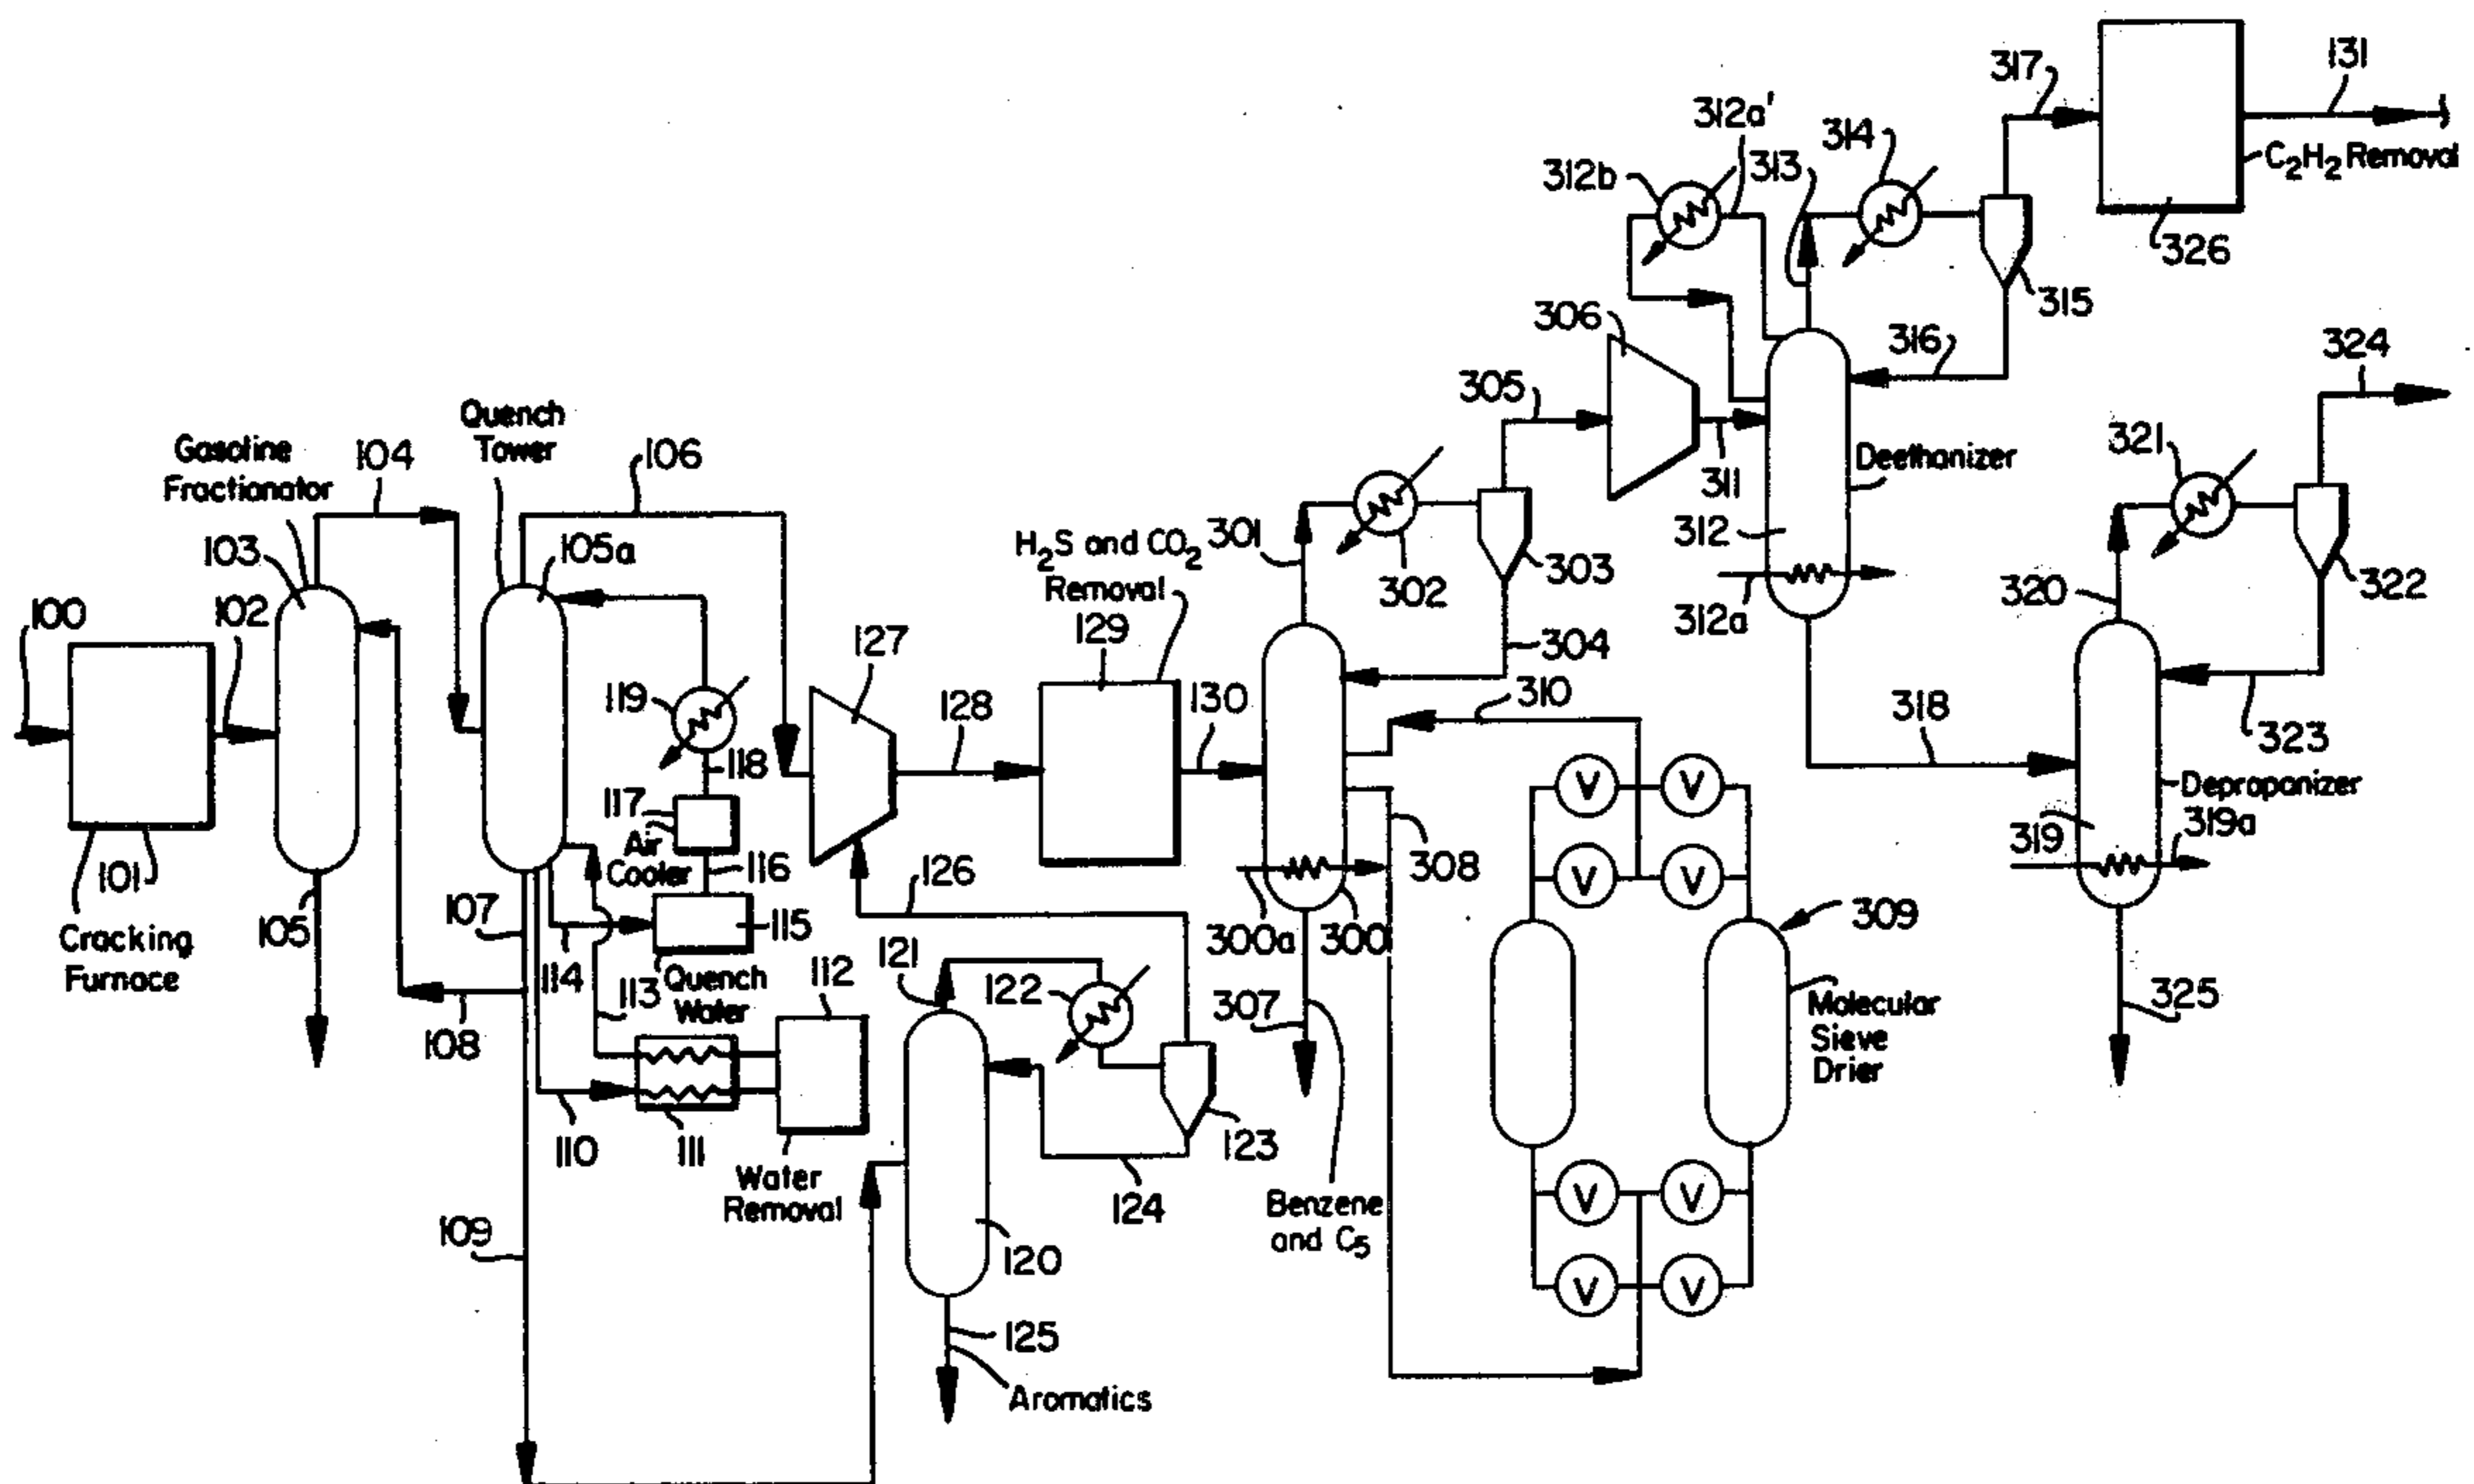 317
131
312a'
314
313
312b
C2H2 Removal
326
315
306
316
324
305
Quench
Tower
321
Gasoline
Fractionator
104
106
Deethanizer
311
301
H2S and CO2
Removal
312
103
105a
303
322
302
320
312a
100
102
127
129
304
119
310
128
130
318
323
118
V
V
117
Air
Cooler
Depropanizer
319
319a
101
116
308
V
V
126
107
309
105
Cracking
Furnace
115
300a
300
114
Quench
Water
121
113
112
122
307
Molecular
Sieve
Drier
325
108
110
111
123
Water
Removal
124
V
V
Benzene
and C5
109
120
V
V
125
Aromatics